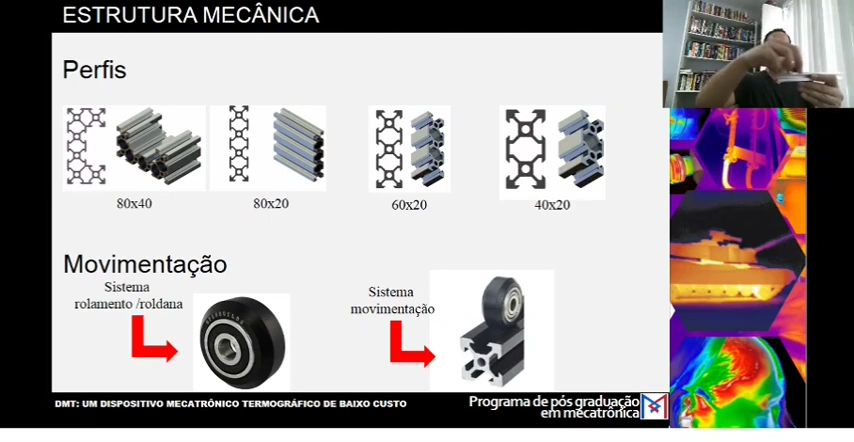 ESTRUTURA MECÂNICA
Perfis
80x40
80x20
60x20
40x20
Movimentação
Sistema
rolamento /roldana
Sistema
movimentação
DMT: UM DISPOSITIVO MECATRÔNICO TERMOGRÁFICO DE BAIXO CUSTO
Programa de pós graduação
em mecatrônica